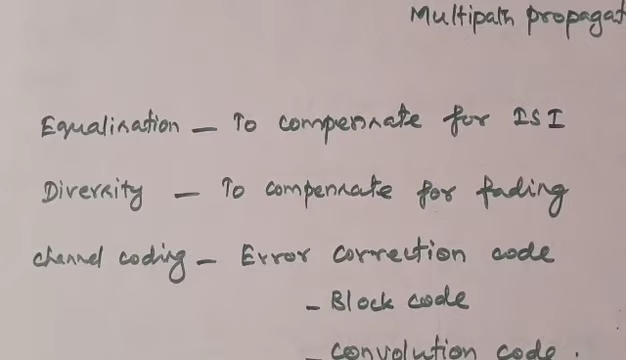 Multipath propagat
Equalisation – To compensate for ISI
Diversity – To compensate for fading
channel coding – Error correction code
– Block code
– convolution code.